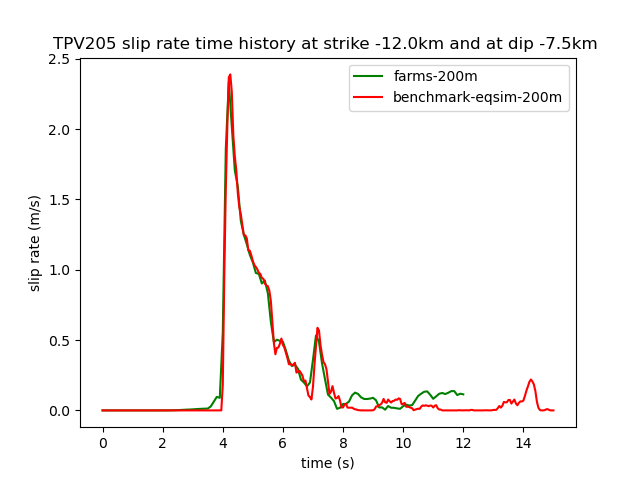 TPV205 slip rate time history at strike -12.0km and at dip -7.5km
farms-200m
benchmark-eqsim-200m
slip rate (m/s)
2.5
2.0
1.5
1.0
0.5
0.0
0 2 4 6 8 10 12 14
time (s)